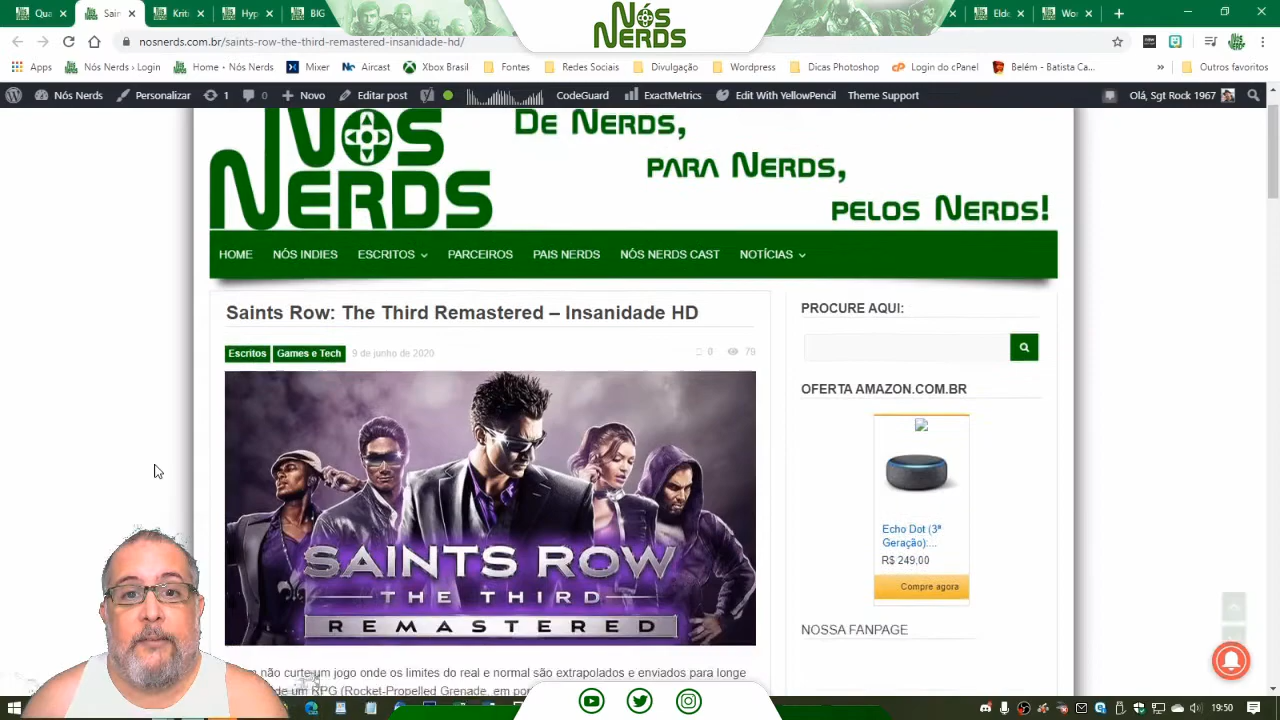 Qua
Sain
Krite
Hyp
BIG
Eldo
Wo
NÓS
NERDS
nosnerds.com.br/saints-row-the-third-remastered-insanidade-hd/
Apps
Nós Nerds › Login
Home • Nós Nerds
Mixer
Aircast
Xbox Brasil
Fontes
Redes Sociais
Divulgação
Wordpress
Dicas Photoshop
Login do cPanel
Belém - Batista Ca...
»
Outros favoritos
Nós Nerds
Personalizar
1
0
Novo
Editar post
CodeGuard
ExactMetrics
Edit With YellowPencil
Theme Support
Olá, Sgt Rock 1967
NÓS
NERDS
DE NERDS,
PARA NERDS,
PELOS NERDS!
HOME
NÓS INDIES
ESCRITOS
PARCEIROS
PAIS NERDS
NÓS NERDS CAST
NOTÍCIAS
Saints Row: The Third Remastered – Insanidade HD
Escritos
Games e Tech
9 de junho de 2020
0
79
SAINTS ROW
THE THIRD
REMASTERED
não curte um jogo onde os limites do real e normal são extrapolados e enviados para longe
de um RPG (Rocket-Propelled Grenade, em
PROCURE AQUI:
OFERTA AMAZON.COM.BR
Echo Dot (3ª
Geração):...
R$ 249,00
Compre agora
NOSSA FANPAGE
19:50